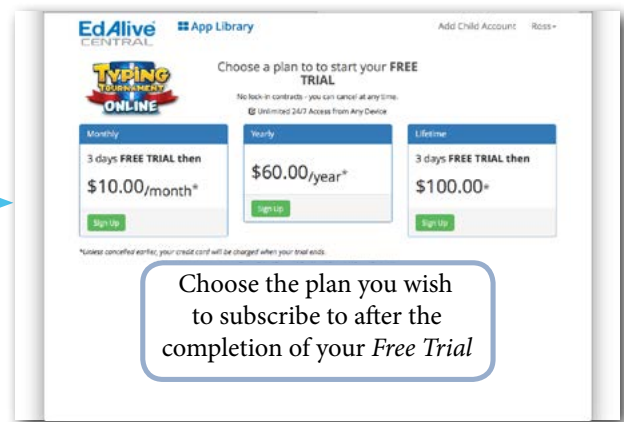 EdAlive
CENTRAL
App Library
Add Child Account Ross
TYPING
TOURNAMENT
ONLINE
Choose a plan to to start your FREE
TRIAL
No lock-in contracts - you can cancel at any time.
Unlimited 24/7 Access from Any Device
Monthly
3 days FREE TRIAL then
$10.00/month*
Sign Up
Yearly
$60.00/year*
Sign Up
Lifetime
3 days FREE TRIAL then
$100.00*
Sign Up
*Unless cancelled earlier, your credit card will be charged when your trial ends.
Choose the plan you wish
to subscribe to after the
completion of your Free Trial